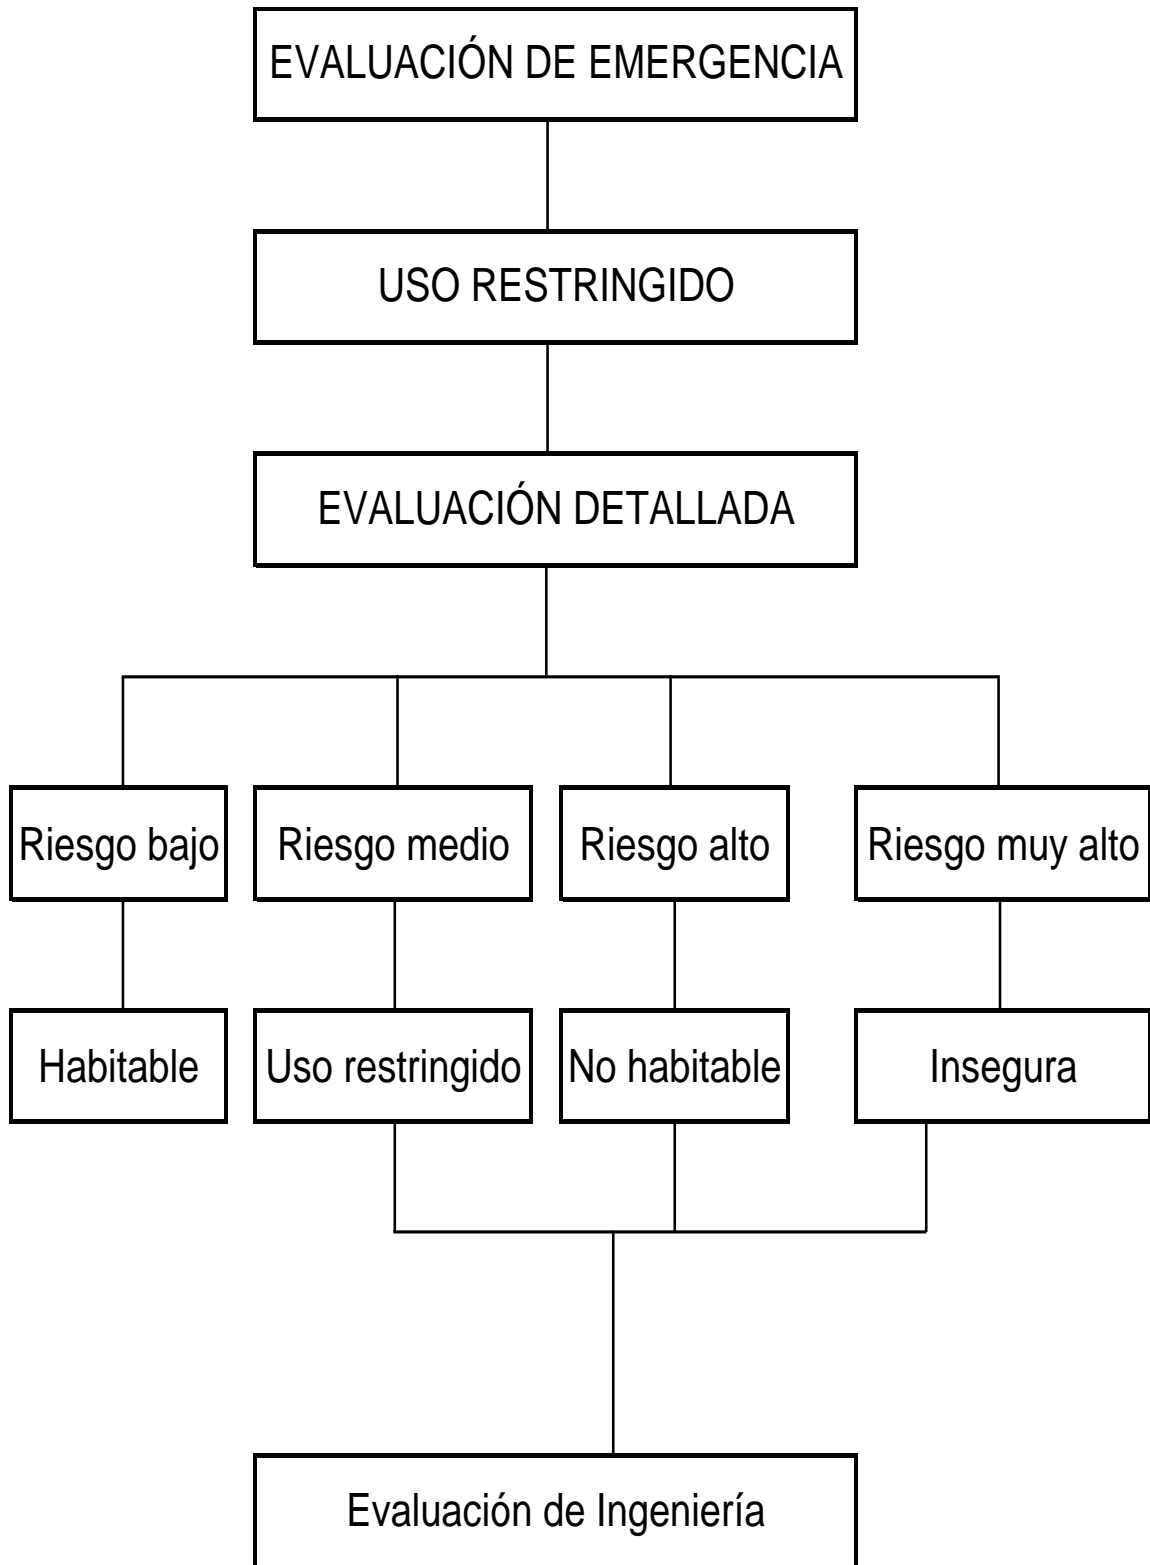 EVALUACIÓN DE EMERGENCIA
USO RESTRINGIDO
EVALUACIÓN DETALLADA
Riesgo bajo
Riesgo medio
Riesgo alto
Riesgo muy alto
Habitable
Uso restringido
No habitable
Insegura
Evaluación de Ingeniería